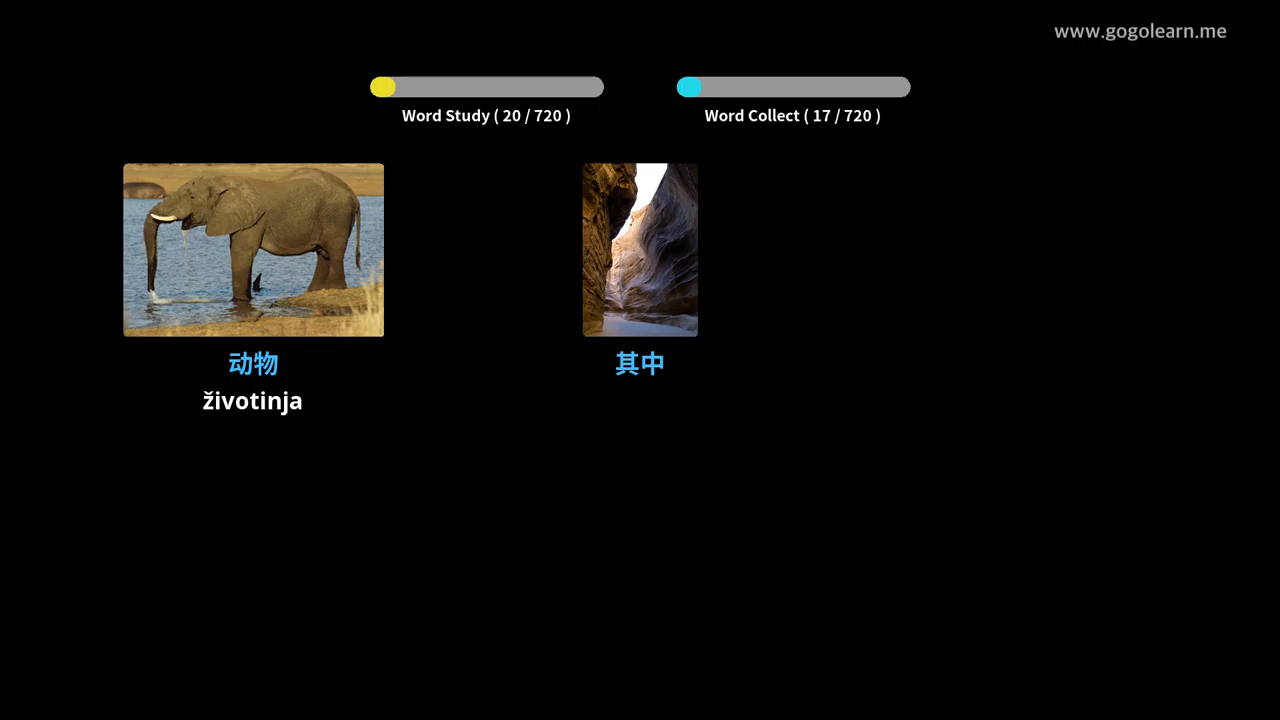 www.gogolearn.me
Word Study ( 20 / 720 )
Word Collect ( 17 / 720 )
动物
其中
životinja